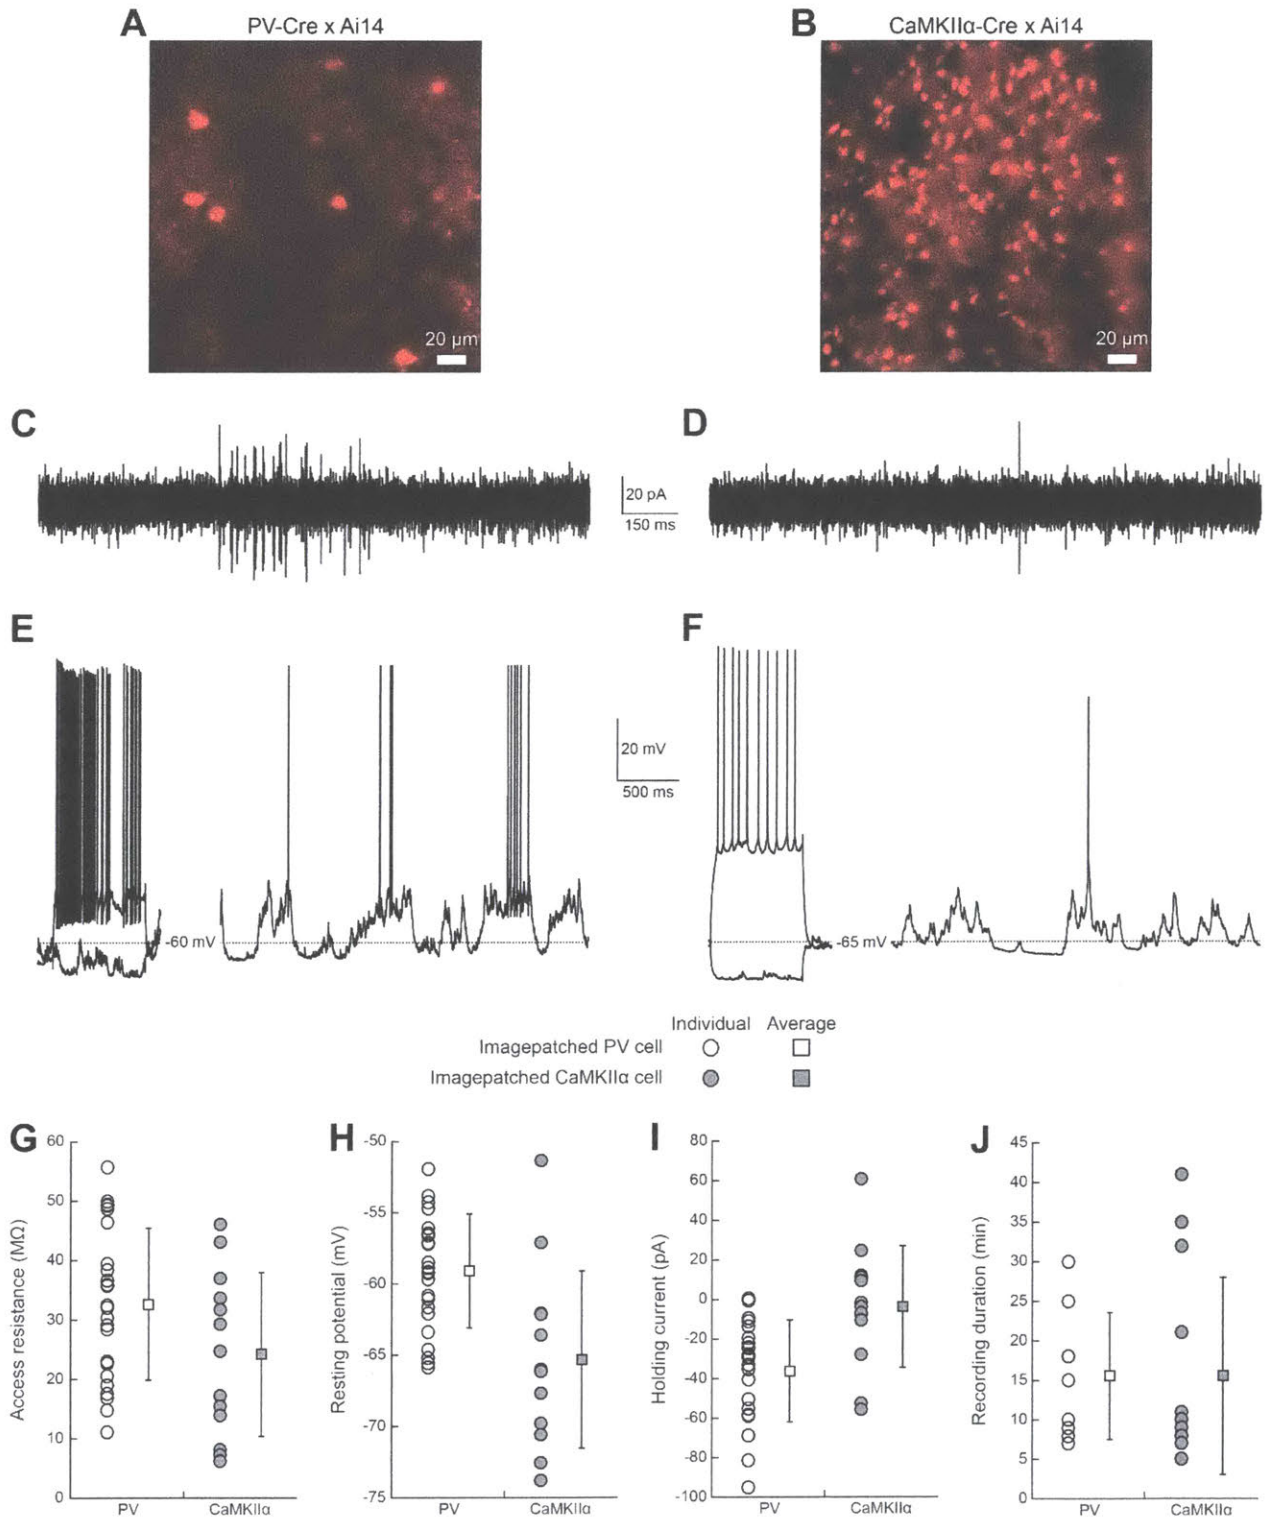 A PV-Cre x Ai14
B CaMKIIα-Cre x Ai14
20 µm
20 µm
C
D
20 pA
150 ms
E
F
20 mV
500 ms
-60 mV
-65 mV
Individual Average
Imagepatched PV cell
Imagepatched CaMKIIα cell
G
Access resistance (MΩ)
60
50
40
30
20
10
0
PV CaMKIIα
H
Resting potential (mV)
-50
-55
-60
-65
-70
-75
PV CaMKIIα
I
Holding current (pA)
80
60
40
20
0
-20
-40
-60
-80
-100
PV CaMKIIα
J
Recording duration (min)
45
40
35
30
25
20
15
10
5
0
PV CaMKIIα